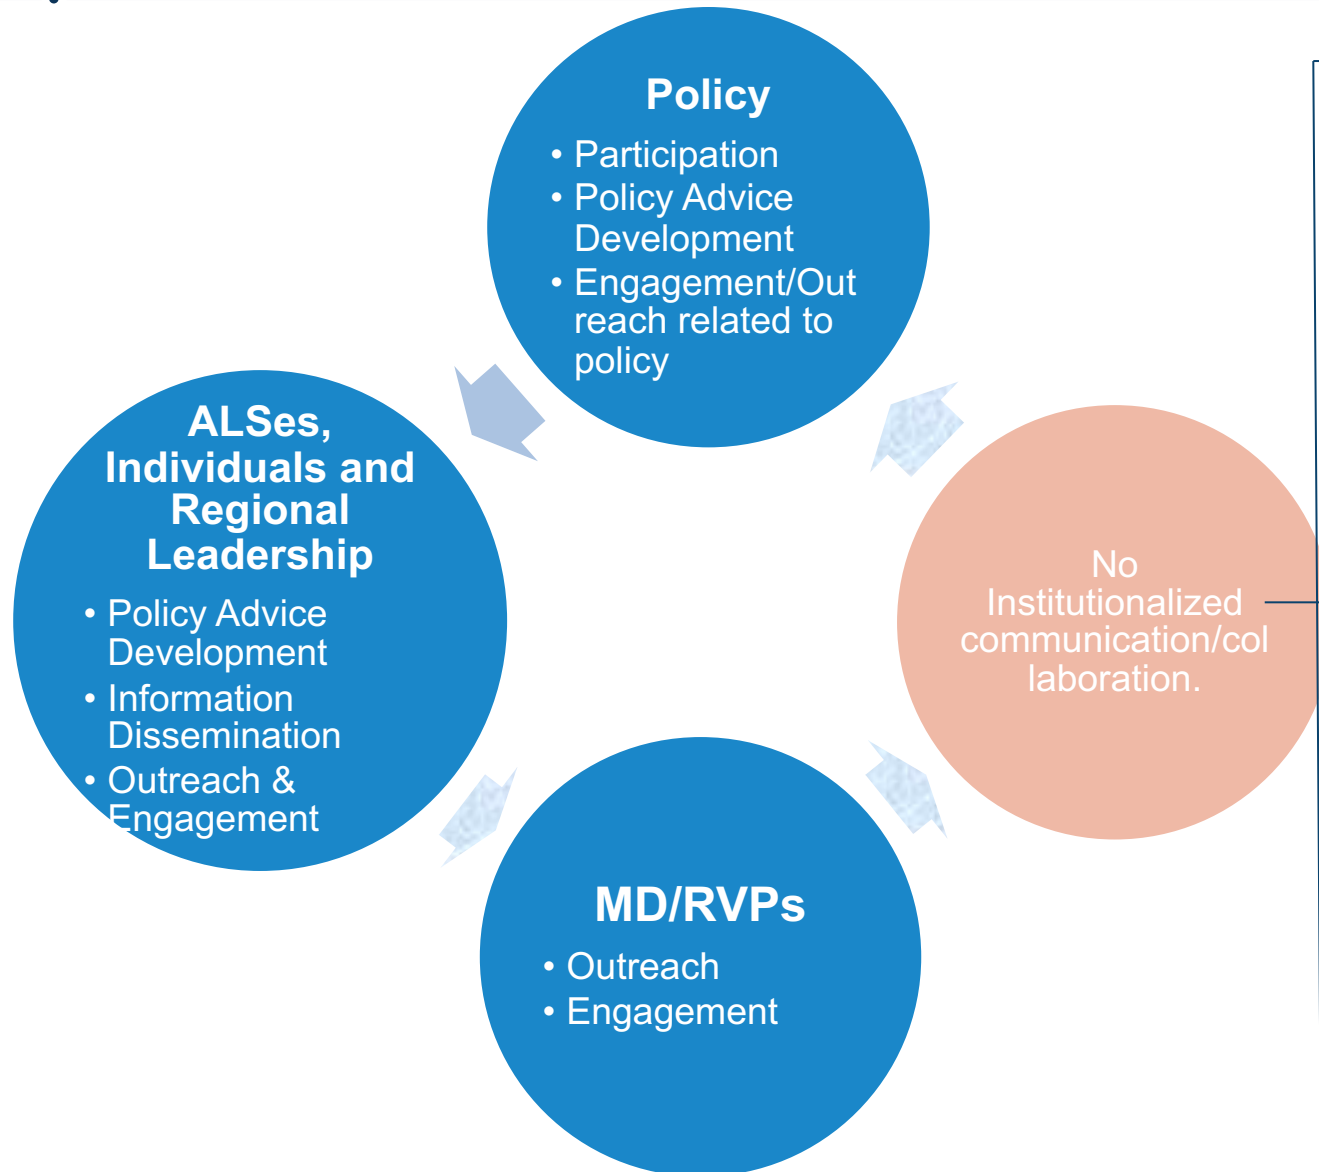 Policy
• Participation
• Policy Advice
Development
• Engagement/Out
reach related to
policy
ALSes,
Individuals and
Regional
Leadership
• Policy Advice
Development
• Information
Dissemination
• Outreach &
Engagement
No
Institutionalized
communication/col
laboration.
MD/RVPs
• Outreach
• Engagement